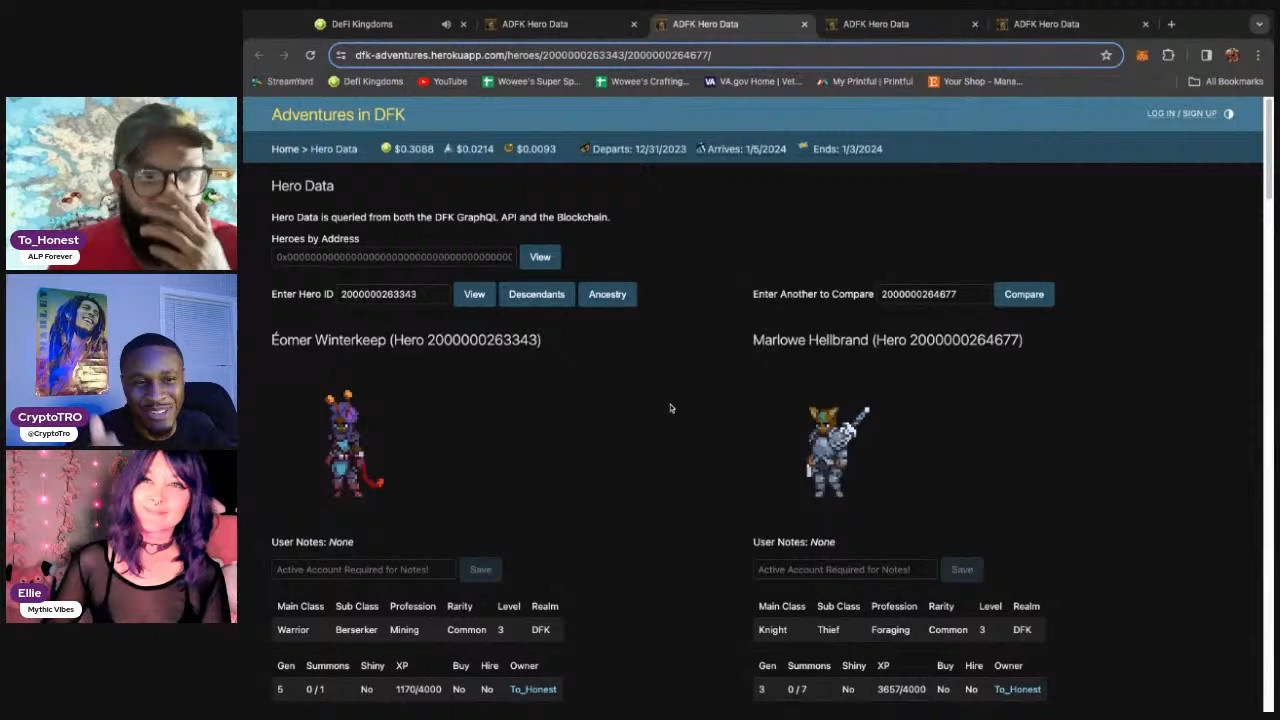 DeFi Kingdoms
ADFK Hero Data
ADFK Hero Data
ADFK Hero Data
ADFK Hero Data
dfk-adventures.herokuapp.com/heroes/2000000263343/2000000264677/
StreamYard
Defi Kingdoms
YouTube
Wowee's Super Sp...
Wowee's Crafting...
VA.gov Home | Vet...
My Printful | Printful
Your Shop - Mana...
All Bookmarks
Adventures in DFK
LOG IN / SIGN UP
Home > Hero Data
$0.3088
$0.0214
$0.0093
Departs: 12/31/2023
Arrives: 1/5/2024
Ends: 1/3/2024
Hero Data
Hero Data is queried from both the DFK GraphQL API and the Blockchain.
Heroes by Address
View
Enter Hero ID
2000000263343
View
Descendants
Ancestry
Enter Another to Compare
2000000264677
Compare
Éomer Winterkeep (Hero 2000000263343)
Marlowe Hellbrand (Hero 2000000264677)
User Notes: None
User Notes: None
Active Account Required for Notes!
Save
Active Account Required for Notes!
Save
Main Class Sub Class Profession Rarity Level Realm
Warrior Berserker Mining Common 3 DFK
Gen Summons Shiny XP Buy Hire Owner
5 0 / 1 No 1170/4000 No No To_Honest
Main Class Sub Class Profession Rarity Level Realm
Knight Thief Foraging Common 3 DFK
Gen Summons Shiny XP Buy Hire Owner
3 0 / 7 No 3657/4000 No No To_Honest
To_Honest
ALP Forever
CryptoTRO
@CryptoTro
Ellie
Mythic Vibes